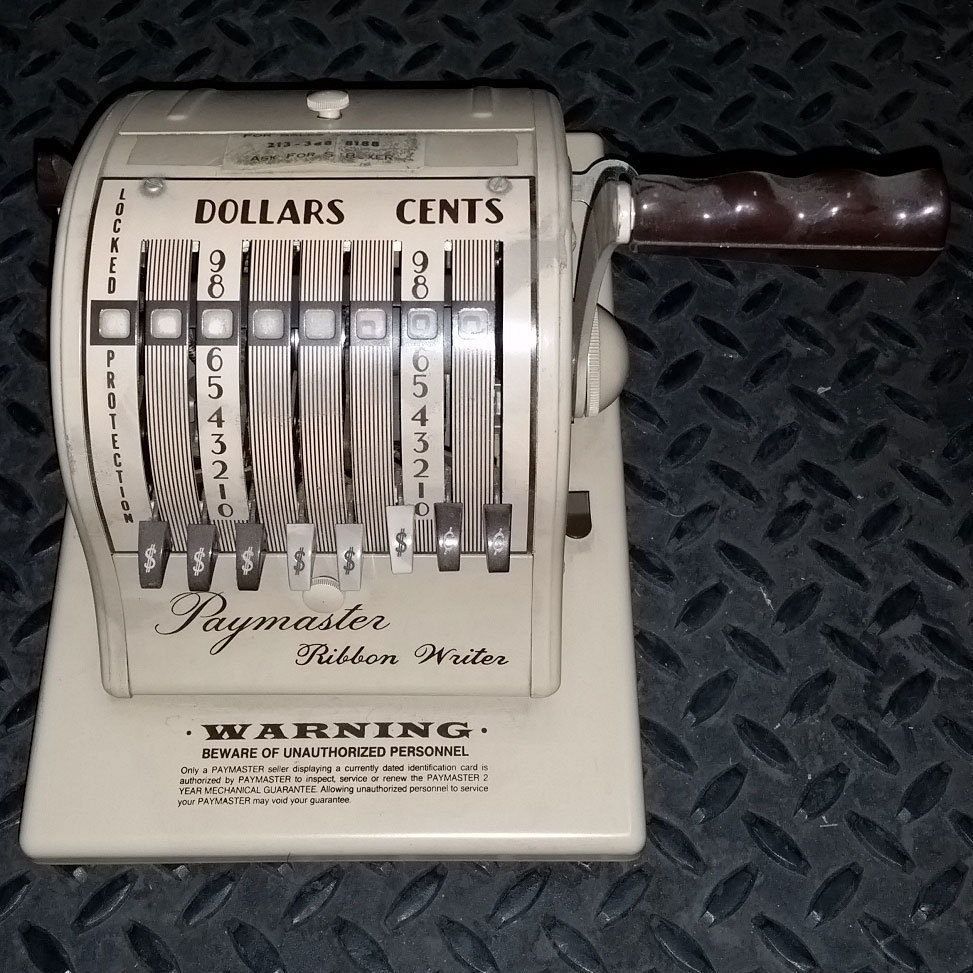 213-348 8188
ASK FOR S. BEKER
DOLLARS CENTS
LOCKED PROTECTION
9 9
8 8
6 6
5 5
4 4
3 3
2 2
1 1
0 0
$ $ $ $ $ $ ¢ ¢
Paymaster
Ribbon Writer
· WARNING ·
BEWARE OF UNAUTHORIZED PERSONNEL
Only a PAYMASTER seller displaying a currently dated identification card is
authorized by PAYMASTER to inspect, service or renew the PAYMASTER 2
YEAR MECHANICAL GUARANTEE. Allowing unauthorized personnel to service
your PAYMASTER may void your guarantee.